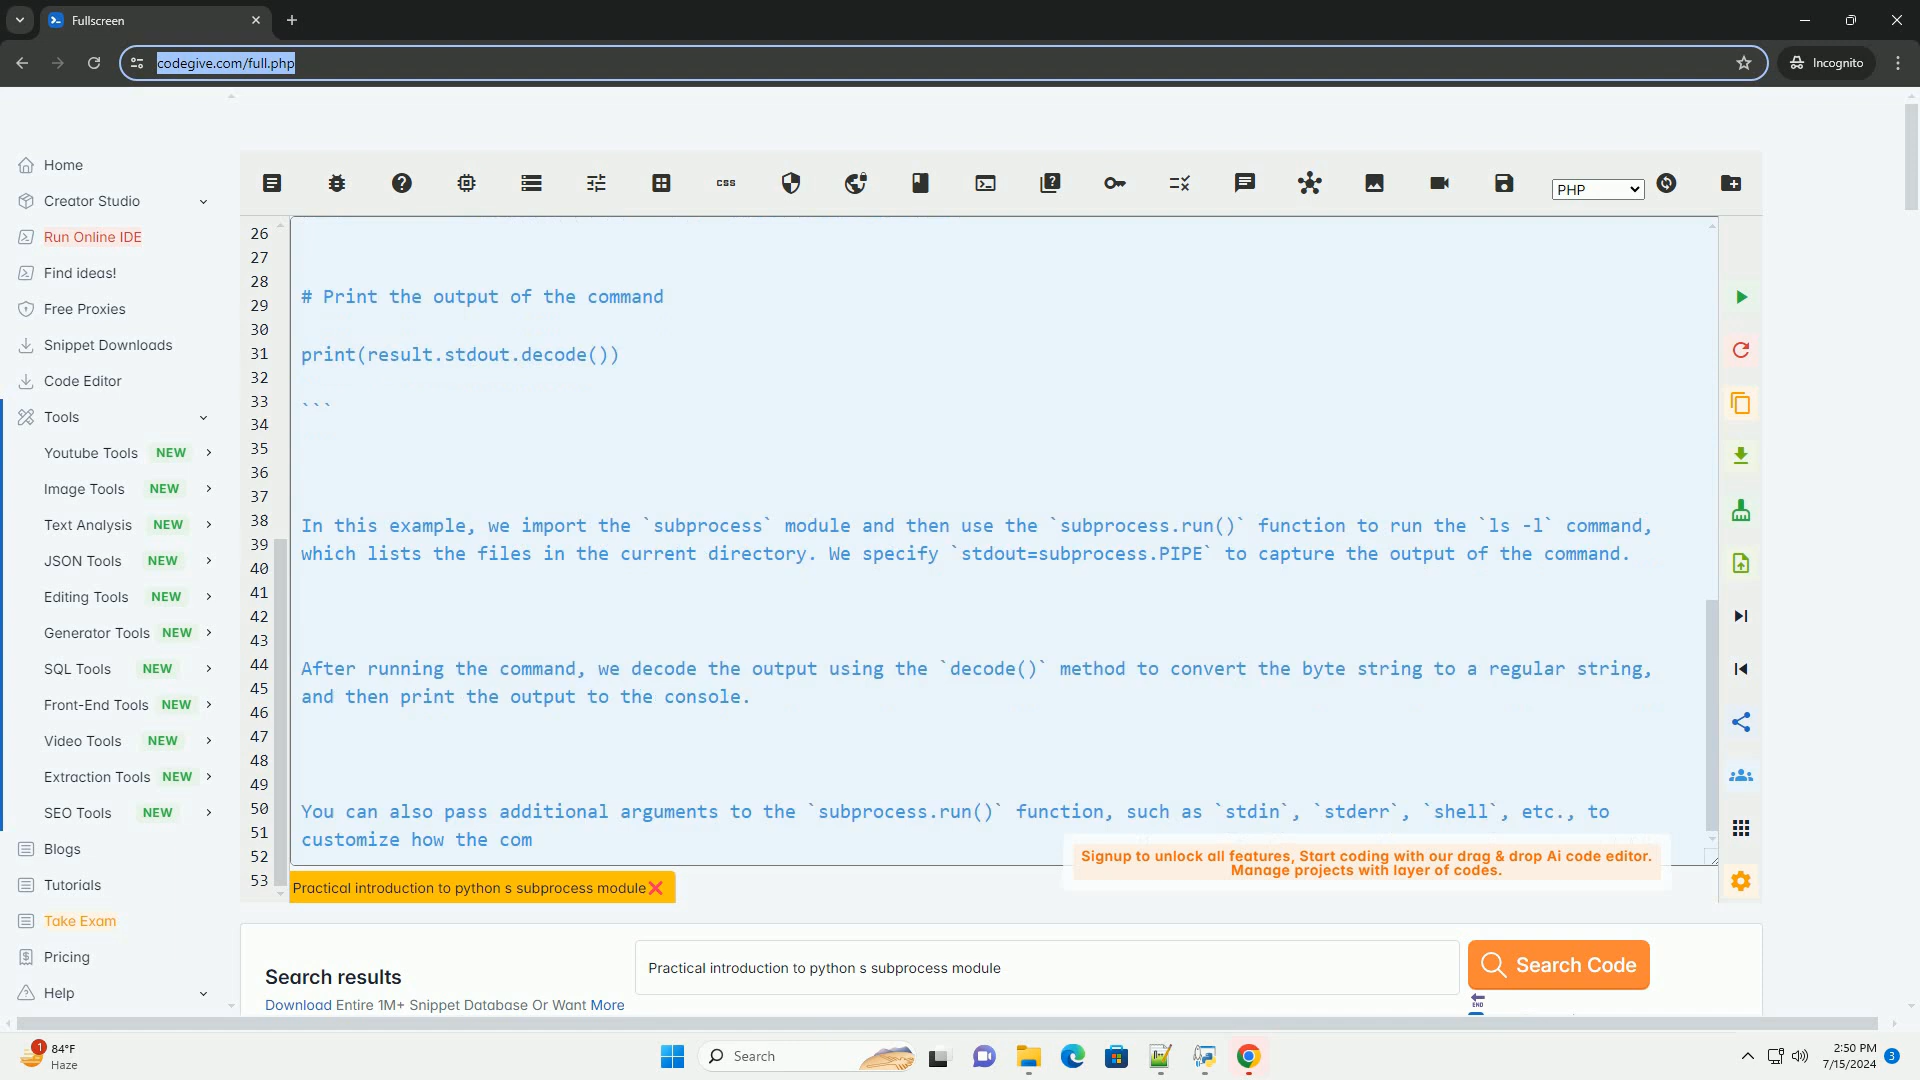 Fullscreen
codegive.com/full.php
Incognito
Home
Creator Studio
Run Online IDE
Find ideas!
Free Proxies
Snippet Downloads
Code Editor
Tools
Youtube Tools NEW
Image Tools NEW
Text Analysis NEW
JSON Tools NEW
Editing Tools NEW
Generator Tools NEW
SQL Tools NEW
Front-End Tools NEW
Video Tools NEW
Extraction Tools NEW
SEO Tools NEW
Blogs
Tutorials
Take Exam
Pricing
Help
css
PHP
26
27
28
29
30
31
32
33
34
35
36
37
38
39
40
41
42
43
44
45
46
47
48
49
50
51
52
53
# Print the output of the command
print(result.stdout.decode())
```
In this example, we import the `subprocess` module and then use the `subprocess.run()` function to run the `ls -l` command,
which lists the files in the current directory. We specify `stdout=subprocess.PIPE` to capture the output of the command.
After running the command, we decode the output using the `decode()` method to convert the byte string to a regular string,
and then print the output to the console.
You can also pass additional arguments to the `subprocess.run()` function, such as `stdin`, `stderr`, `shell`, etc., to
customize how the com
Signup to unlock all features, Start coding with our drag & drop Ai code editor.
Manage projects with layer of codes.
Practical introduction to python s subprocess module
Search results
Download Entire 1M+ Snippet Database Or Want More
Practical introduction to python s subprocess module
Search Code
END
1
84°F
Haze
Search
2:50 PM
7/15/2024
3